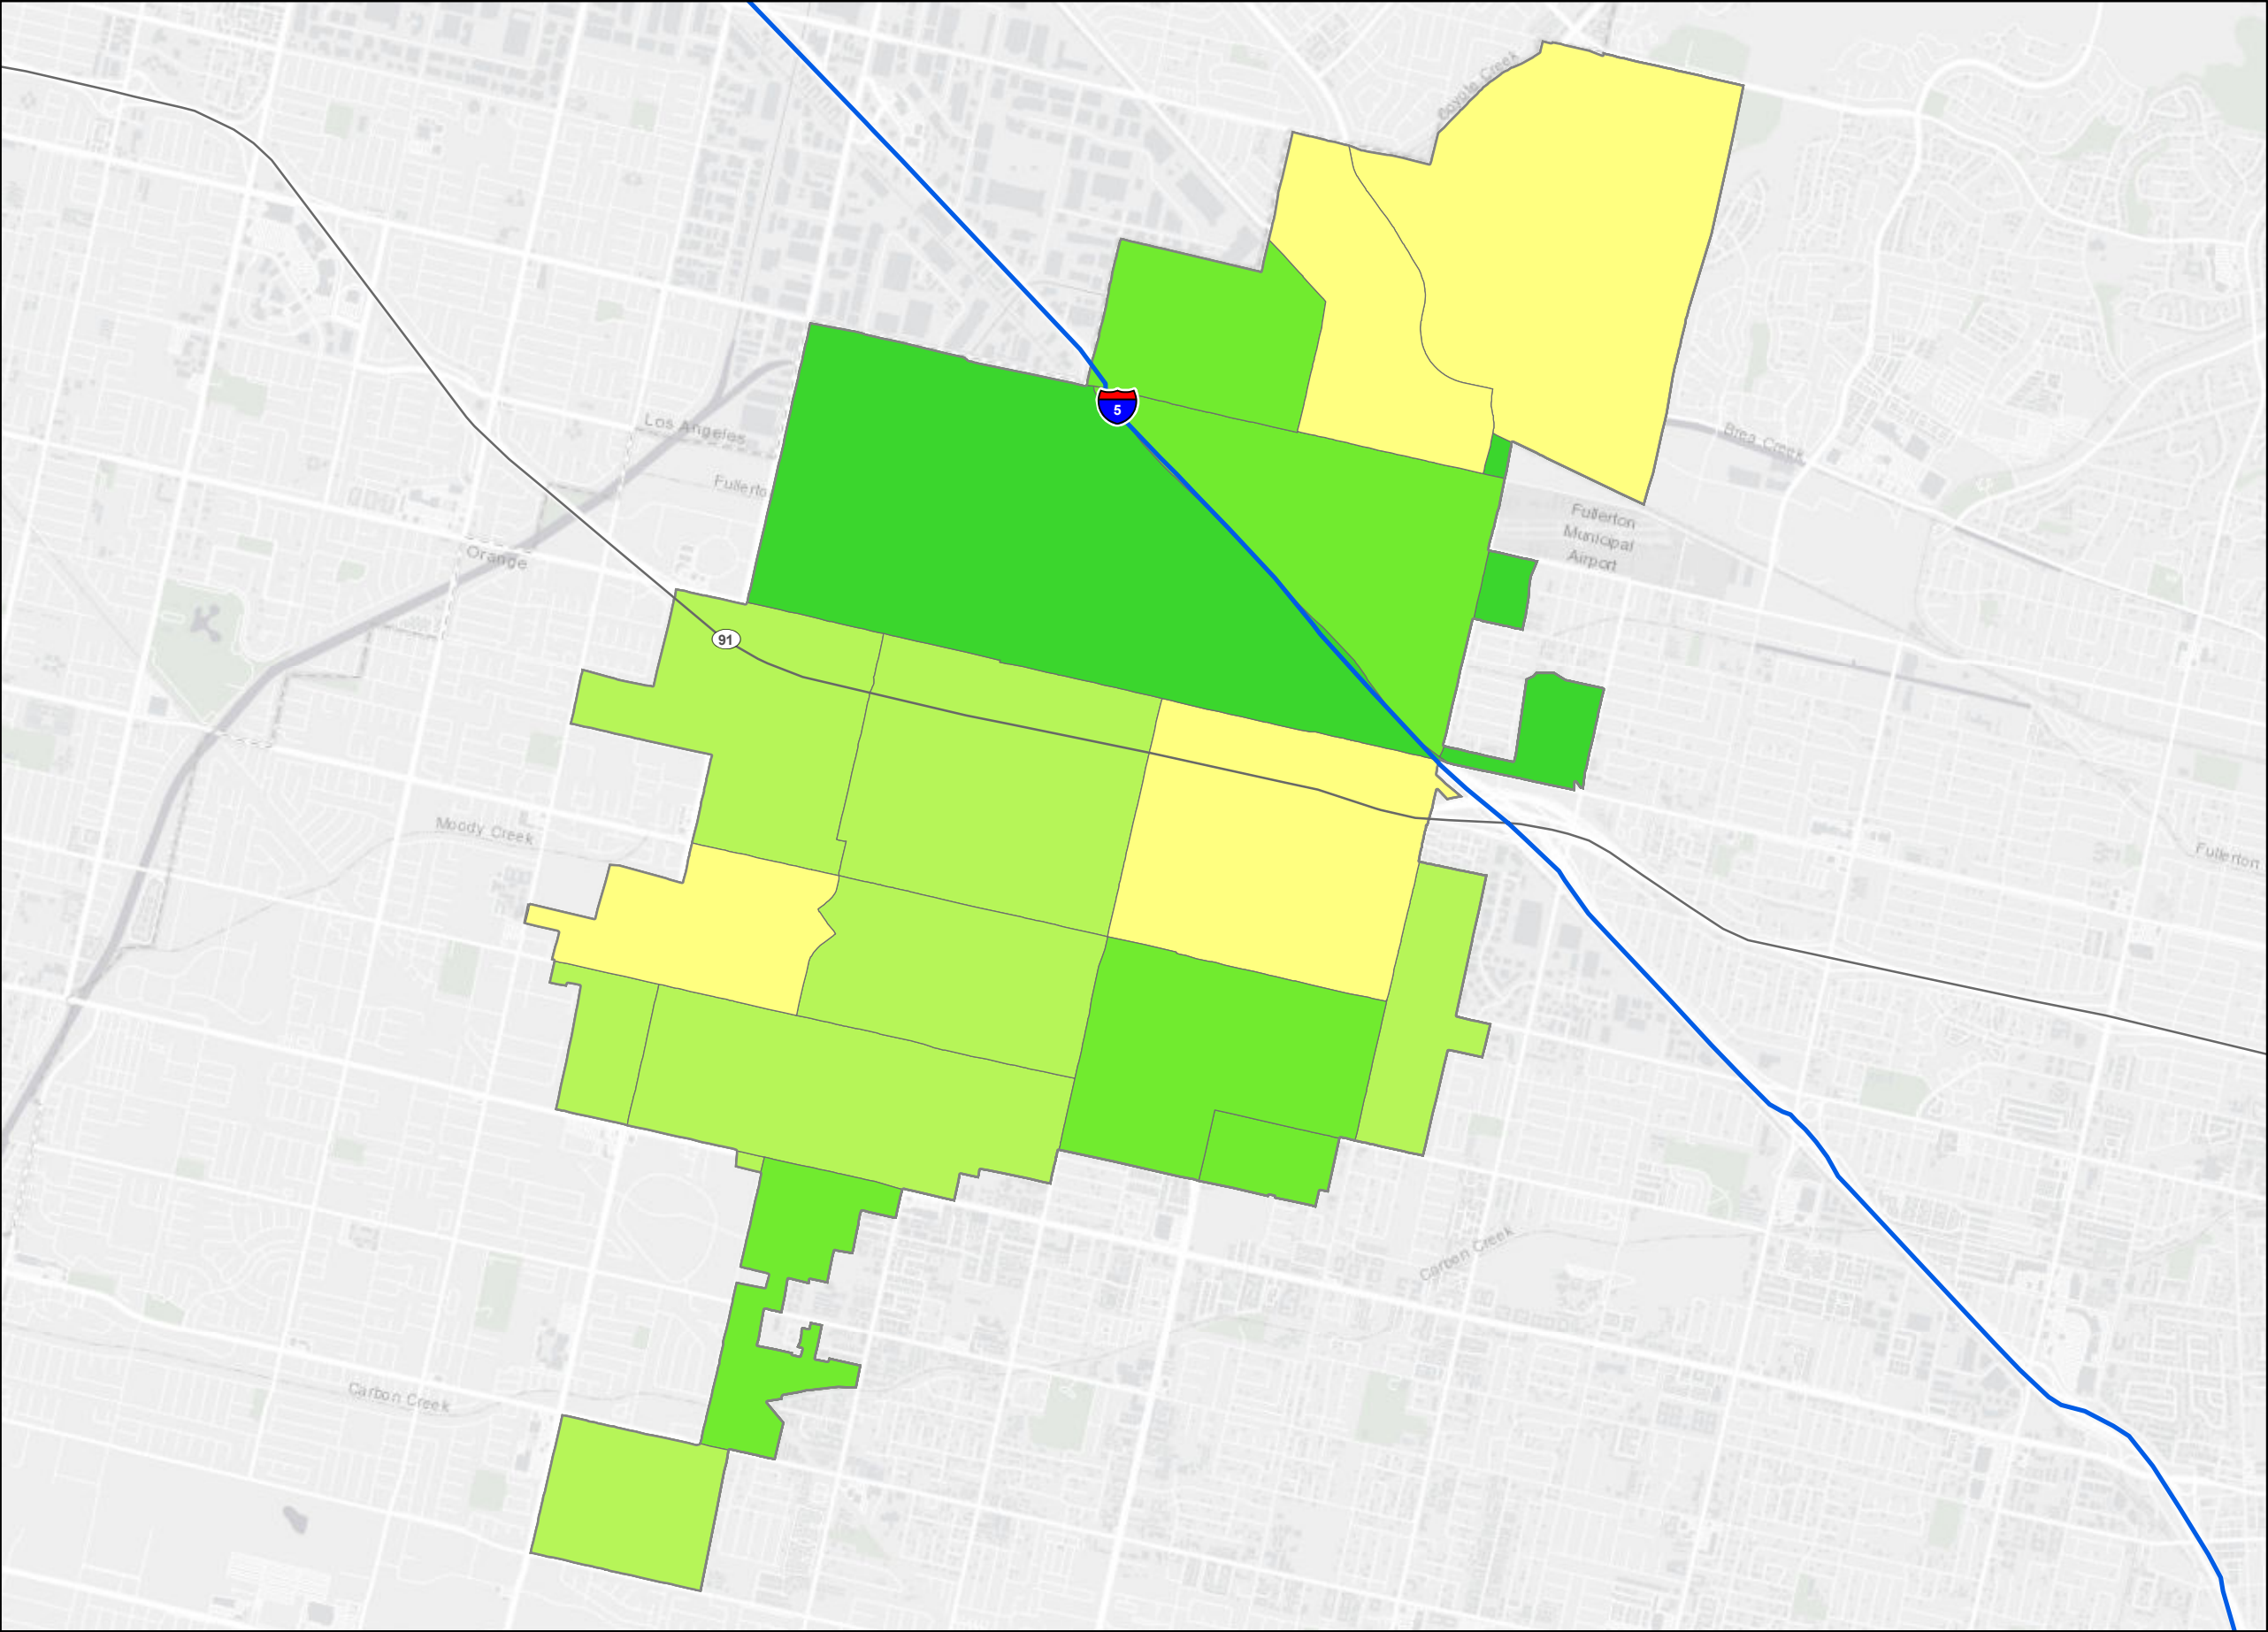 Coyote Creek
5
Los Angeles
Brea Creek
Fullerto
Fullerton
Municipal
Airport
Orange
91
Moody Creek
Fullerton
Carbon Creek
Carbon Creek